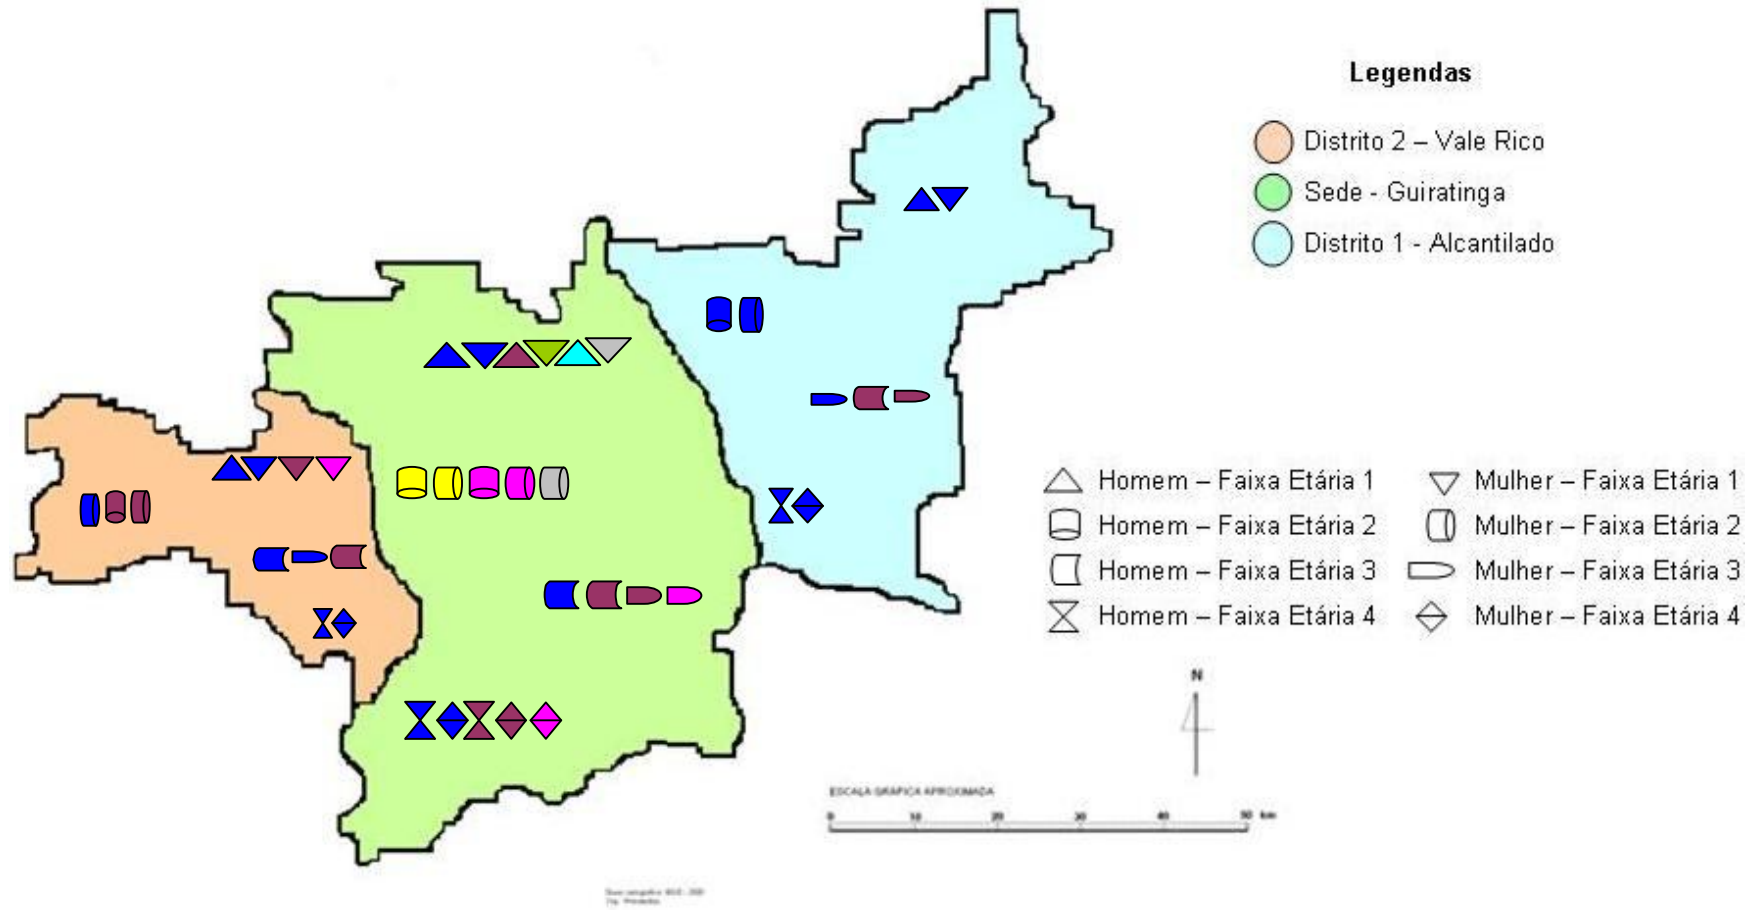 Legendas
Distrito 2 – Vale Rico
Sede - Guiratinga
Distrito 1 - Alcantilado
Homem – Faixa Etária 1
Mulher – Faixa Etária 1
Homem – Faixa Etária 2
Mulher – Faixa Etária 2
Homem – Faixa Etária 3
Mulher – Faixa Etária 3
Homem – Faixa Etária 4
Mulher – Faixa Etária 4
N
ESCALA GRÁFICA APROXIMADA
0 10 20 30 40 50 km